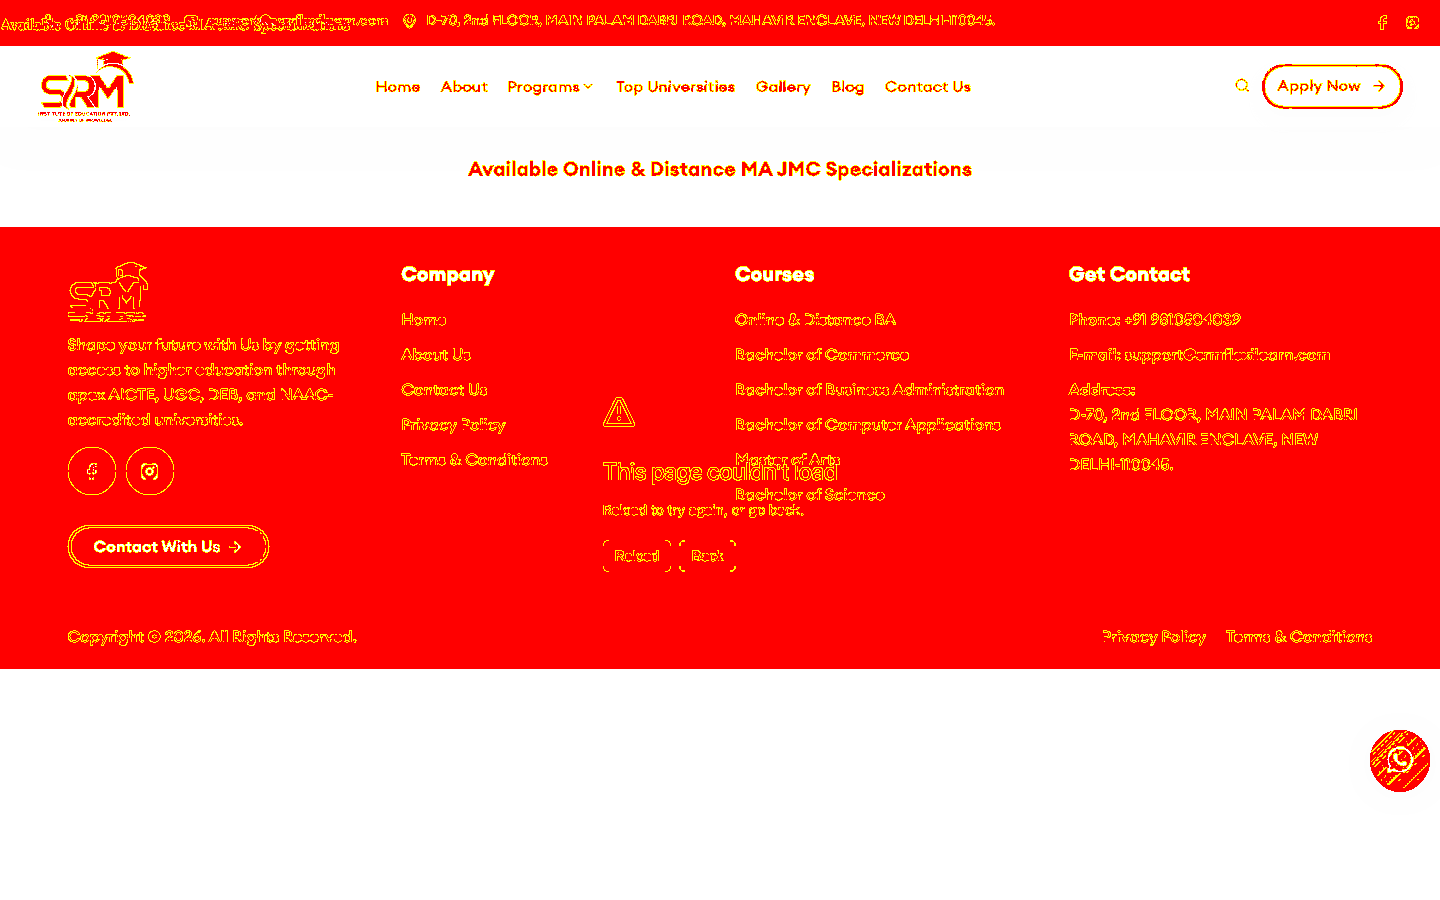 D-70, 2nd FLOOR, MAIN PALAM DABRI ROAD, MAHAVIR ENCLAVE, NEW DELHI-110045.
SRM
Home
About
Programs
Top Universities
Gallery
Blog
Contact Us
Apply Now
Available Online & Distance MA JMC Specializations
SRM
Shape your future with Us by getting
access to higher education through
apex AICTE, UGC, DEB, and NAAC-
accredited universities.
Contact With Us
Company
Home
About Us
Contact Us
Privacy Policy
Terms & Conditions
Courses
Online & Distance BA
Bachelor of Commerce
Bachelor of Business Administration
Bachelor of Computer Applications
Master of Arts
Bachelor of Science
This page couldn't load
Reload to try again, or go back.
Reload
Back
Get Contact
Phone: +91
E-mail:
Address:
D-70, 2nd FLOOR, MAIN PALAM DABRI
ROAD, MAHAVIR ENCLAVE, NEW
DELHI-110045.
Copyright © 2026. All Rights Reserved.
Privacy Policy
Terms & Conditions